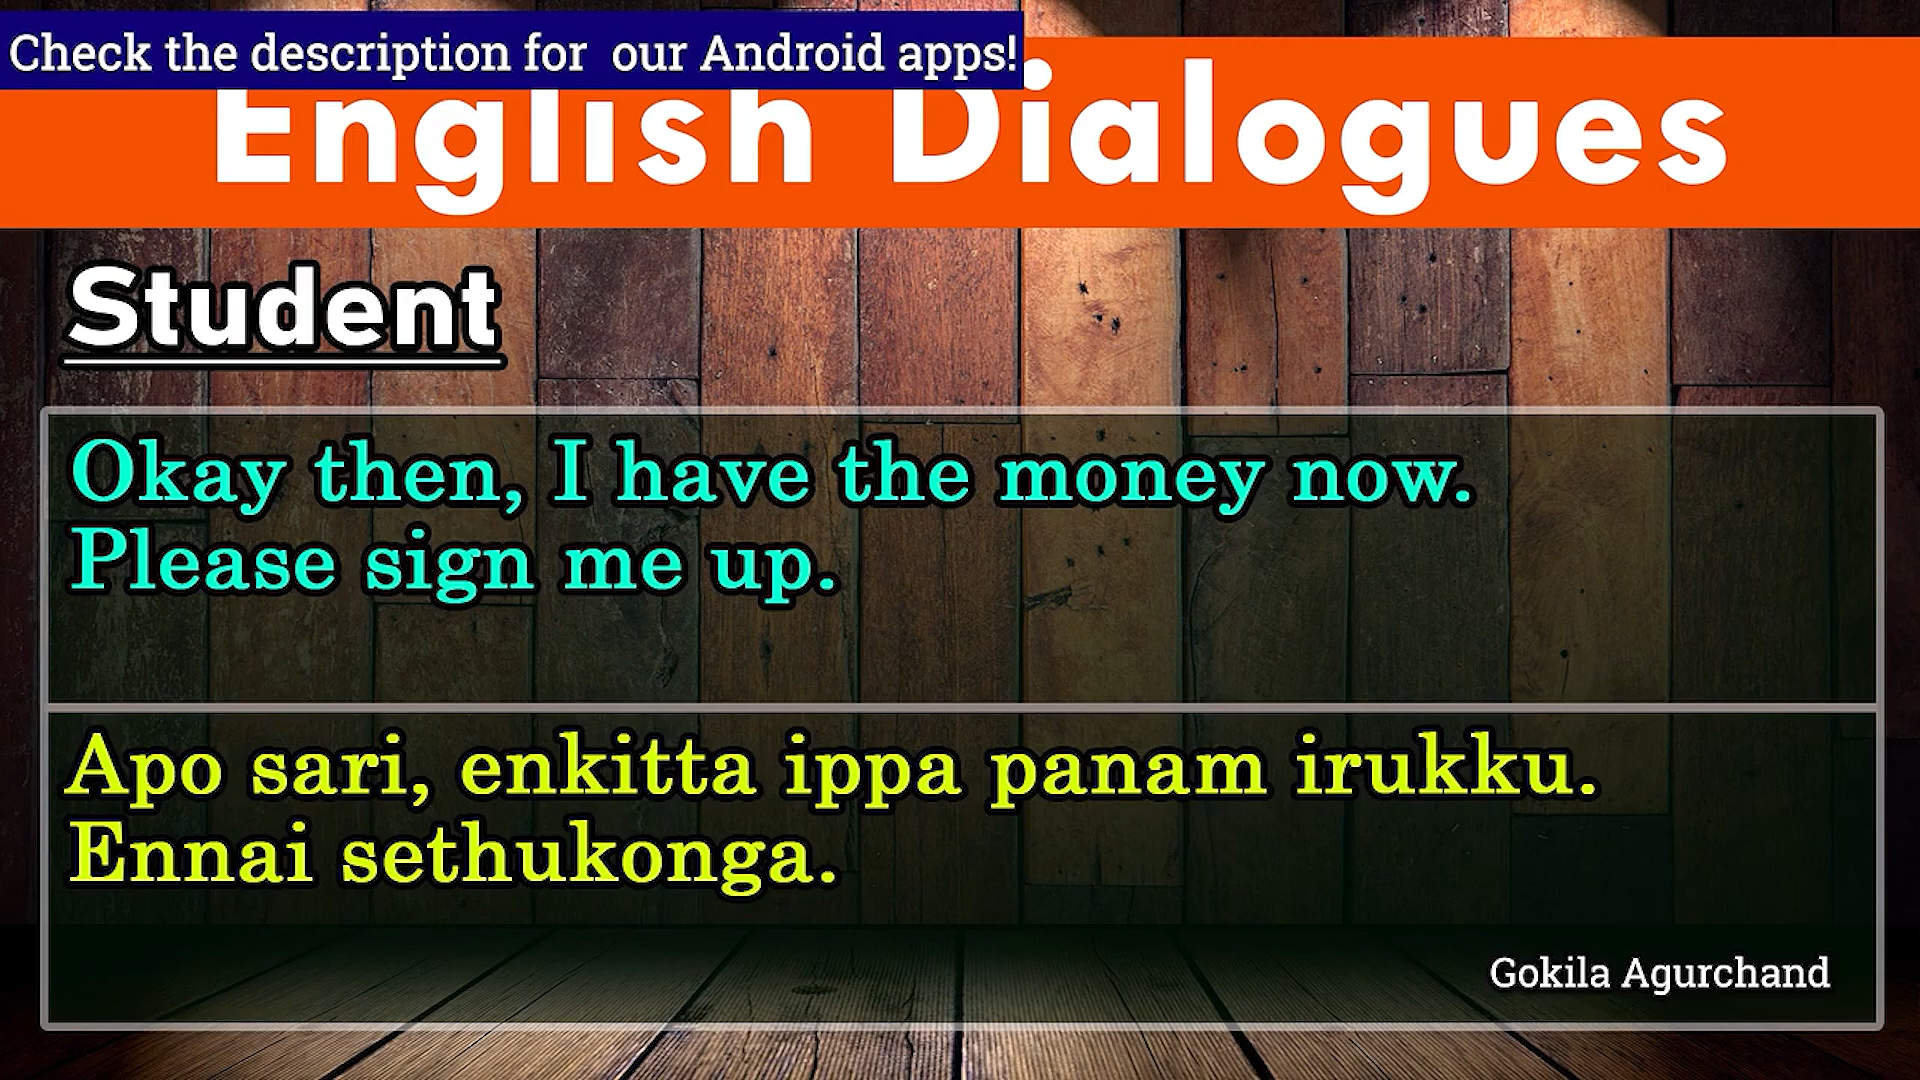 Check the description for our Android apps!
English Dialogues
Student
Okay then, I have the money now.
Please sign me up.
Apo sari, enkitta ippa panam irukku.
Ennai sethukonga.
Gokila Agurchand